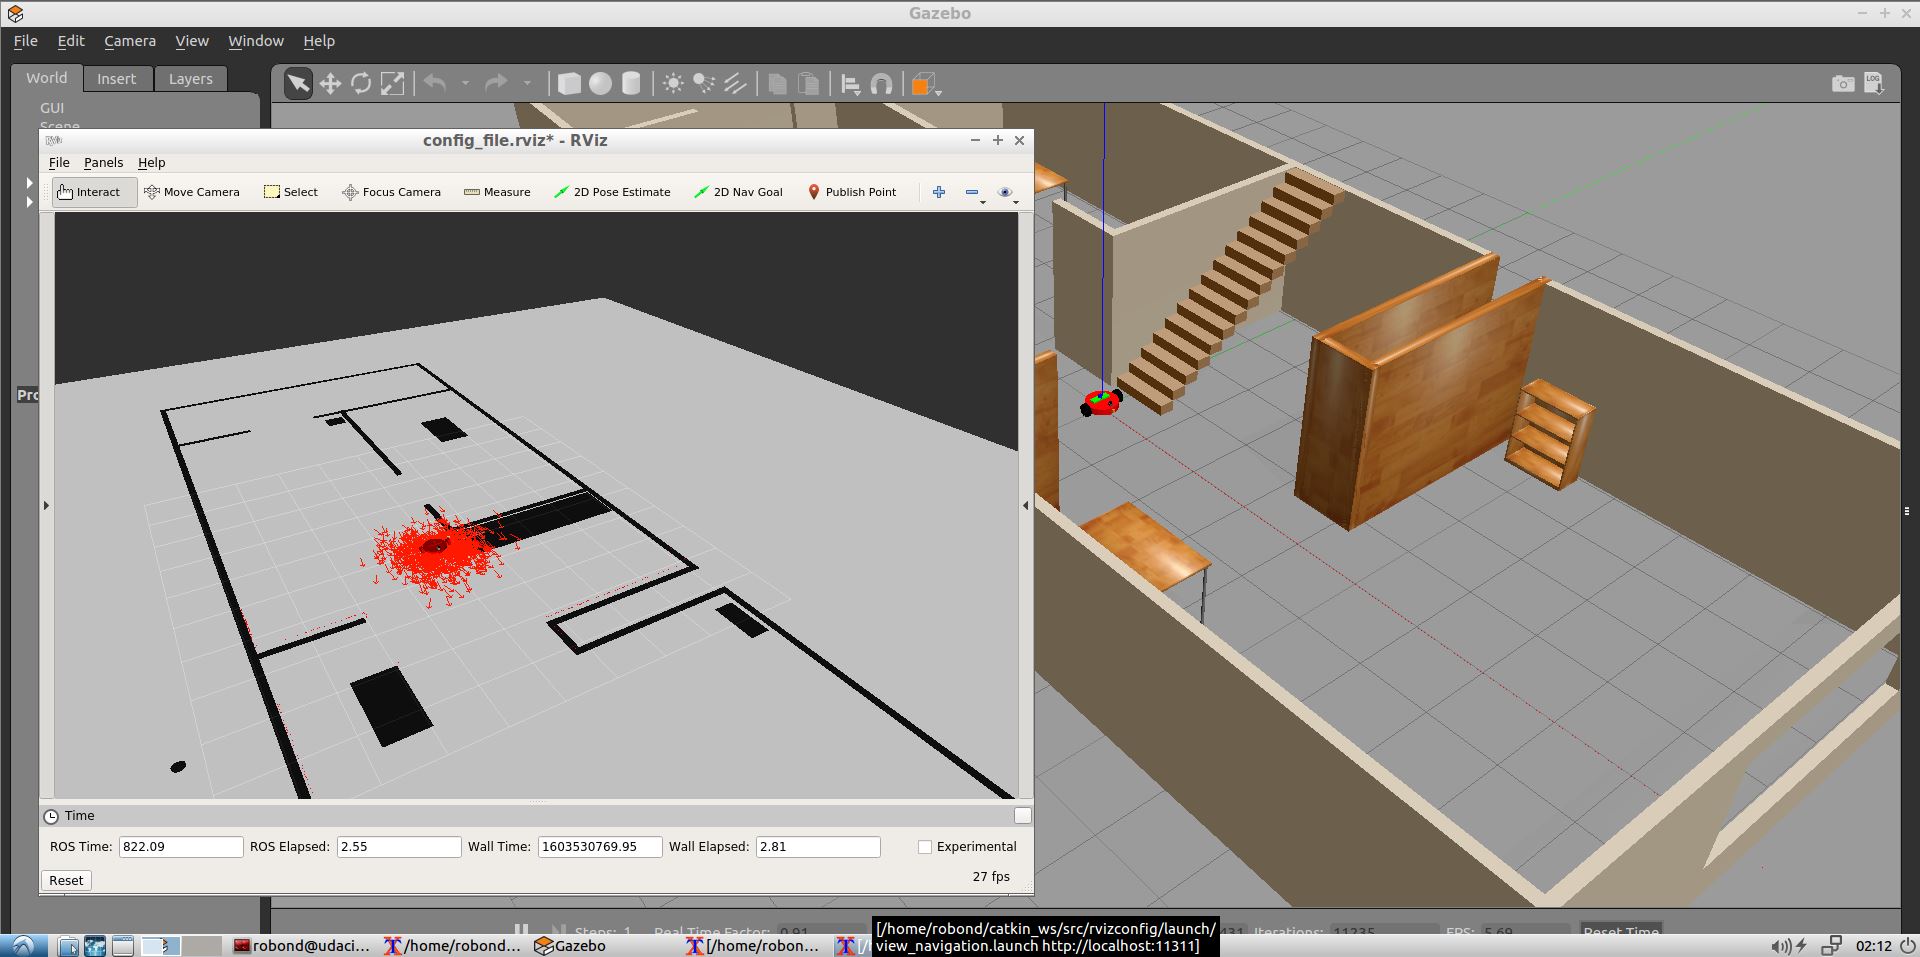 Gazebo
File Edit Camera View Window Help
World Insert Layers
GUI
Scene
config_file.rviz* - RViz
File Panels Help
Interact Move Camera Select Focus Camera Measure 2D Pose Estimate 2D Nav Goal Publish Point
LOG
Pro
Time
ROS Time: 822.09 ROS Elapsed: 2.55 Wall Time: 1603530769.95 Wall Elapsed: 2.81 Experimental
Reset 27 fps
Steps: 1 Real Time Factor: 0.91 431 Iterations: 11235 FPS: 5.69 Reset Time
[/home/robond/catkin_ws/src/rvizconfig/launch/
view_navigation.launch http://localhost:11311]
robond@udaci... /home/robond... Gazebo [/home/robon... 02:12